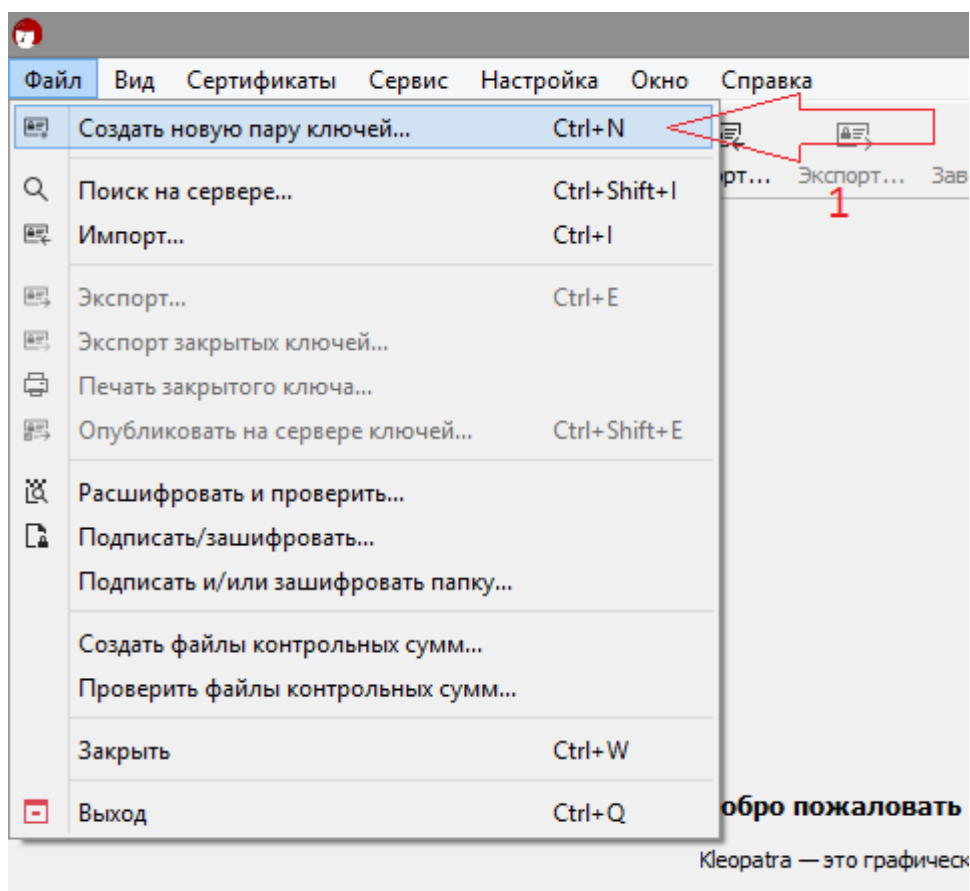 Файл Вид Сертификаты Сервис Настройка Окно Справка
Создать новую пару ключей... Ctrl+N
Экспорт... 
1
Поиск на сервере... Ctrl+Shift+I
Импорт... Ctrl+I
Экспорт... Ctrl+E
Экспорт закрытых ключей...
Печать закрытого ключа...
Опубликовать на сервере ключей... Ctrl+Shift+E
Расшифровать и проверить...
Подписать/зашифровать...
Подписать и/или зашифровать папку...
Создать файлы контрольных сумм...
Проверить файлы контрольных сумм...
Закрыть Ctrl+W
Выход Ctrl+Q
обро пожаловать
Kleopatra — это графическ